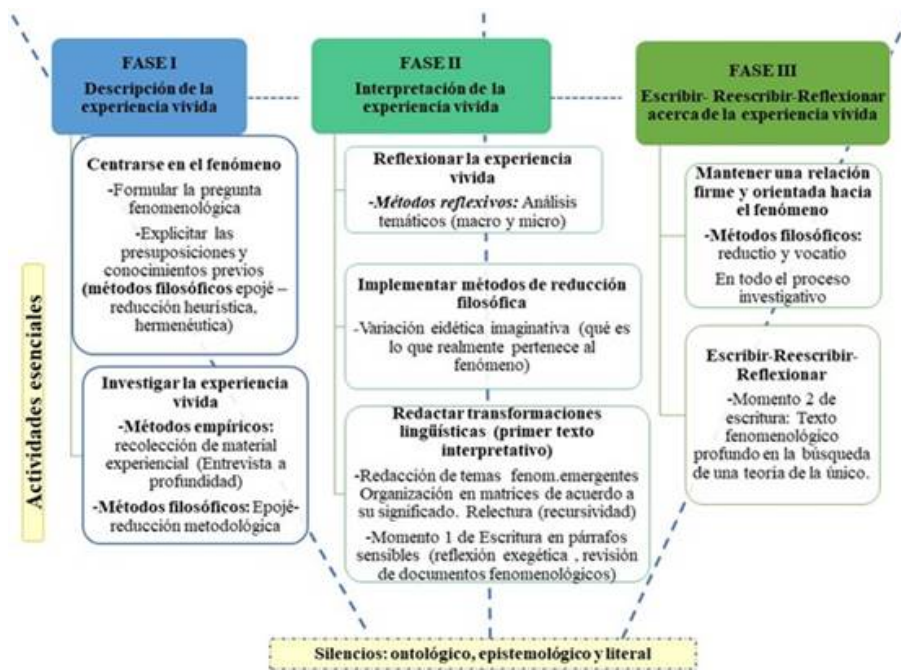 FASE I
Descripción de la
experiencia vivida
Centrarse en el fenómeno
-Formular la pregunta
fenomenológica
-Explicitar las
presuposiciones y
conocimientos previos
(métodos filosóficos epojé –
reducción heurística,
hermenéutica)
Investigar la experiencia
vivida
-Métodos empíricos:
recolección de material
experiencial (Entrevista a
profundidad)
-Métodos filosóficos: Epojé-
reducción metodológica
FASE II
Interpretación de la
experiencia vivida
Reflexionar la experiencia
vivida
-Métodos reflexivos: Análisis
temáticos (macro y micro)
Implementar métodos de reducción
filosófica
-Variación eidética imaginativa (qué es
lo que realmente pertenece al
fenómeno)
Redactar transformaciones
lingüísticas (primer texto
interpretativo)
-Redacción de temas fenom.emergentes
Organización en matrices de acuerdo a
su significado. Relectura (recursividad)
-Momento 1 de Escritura en párrafos
sensibles (reflexión exegética , revisión
de documentos fenomenológicos)
FASE III
Escribir- Reescribir-Reflexionar
acerca de la experiencia vivida
Mantener una relación
firme y orientada hacia
el fenómeno
-Métodos filosóficos:
reductio y vocatio
En todo el proceso
investigativo
Escribir-Reescribir-
Reflexionar
-Momento 2 de
escritura: Texto
fenomenológico
profundo en la búsqueda
de una teoría de la único.
Actividades esenciales
Silencios: ontológico, epistemológico y literal